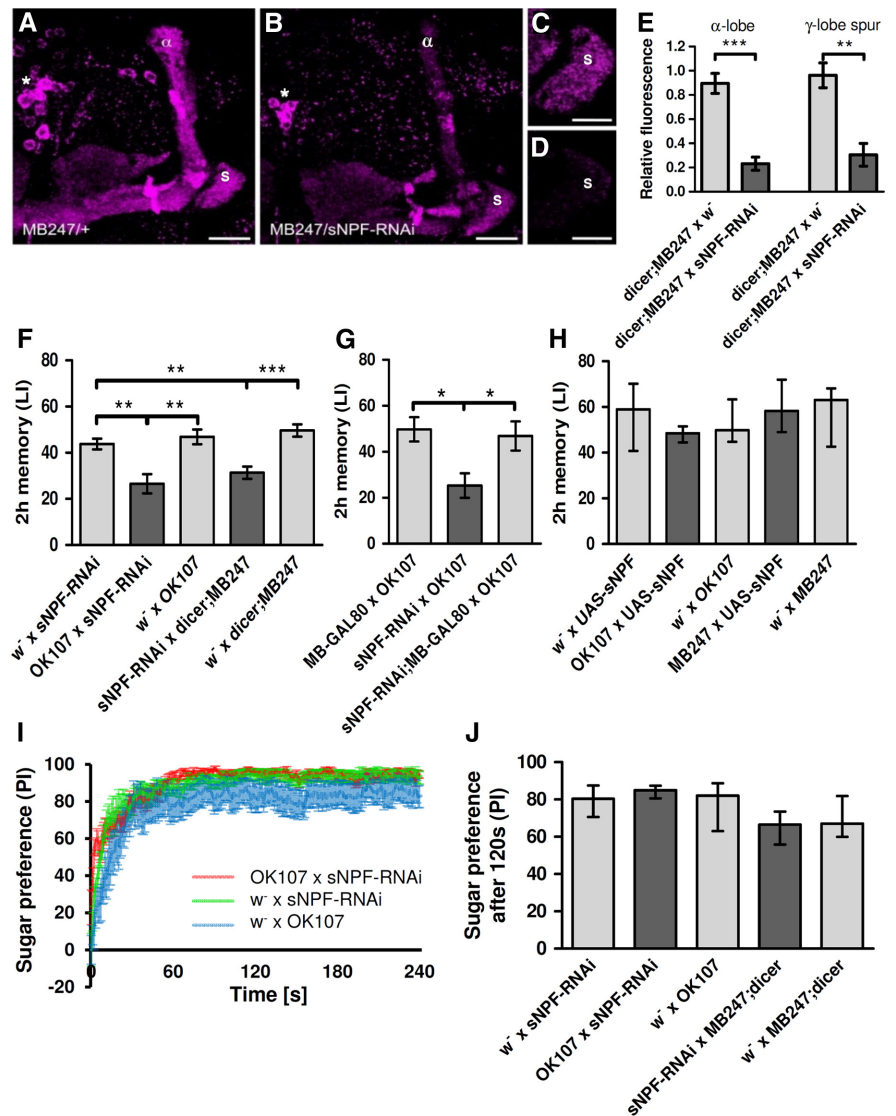 A
α
*
s
MB247/+
B
α
*
s
MB247/sNPF-RNAi
C
s
D
s
E
α-lobe
γ-lobe spur
***
**
Relative fluorescence
1.2
1.0
0.8
0.6
0.4
0.2
0.0
dicer;MB247 x w-
dicer;MB247 x sNPF-RNAi
dicer;MB247 x w-
dicer;MB247 x sNPF-RNAi
F
2h memory (LI)
80
60
40
20
0
**
***
**
**
w- x sNPF-RNAi
OK107 x sNPF-RNAi
w- x OK107
sNPF-RNAi x dicer;MB247
w- x dicer;MB247
G
2h memory (LI)
80
60
40
20
0
*
*
MB-GAL80 x OK107
sNPF-RNAi x OK107
sNPF-RNAi;MB-GAL80 x OK107
H
2h memory (LI)
80
60
40
20
0
w- x UAS-sNPF
OK107 x UAS-sNPF
w- x OK107
MB247 x UAS-sNPF
w- x MB247
I
Sugar preference (PI)
100
80
60
40
20
0
-20
OK107 x sNPF-RNAi
w- x sNPF-RNAi
w- x OK107
0
60
120
180
240
Time [s]
J
Sugar preference
after 120s (PI)
100
80
60
40
20
0
w- x sNPF-RNAi
OK107 x sNPF-RNAi
w- x OK107
sNPF-RNAi x MB247;dicer
w- x MB247;dicer